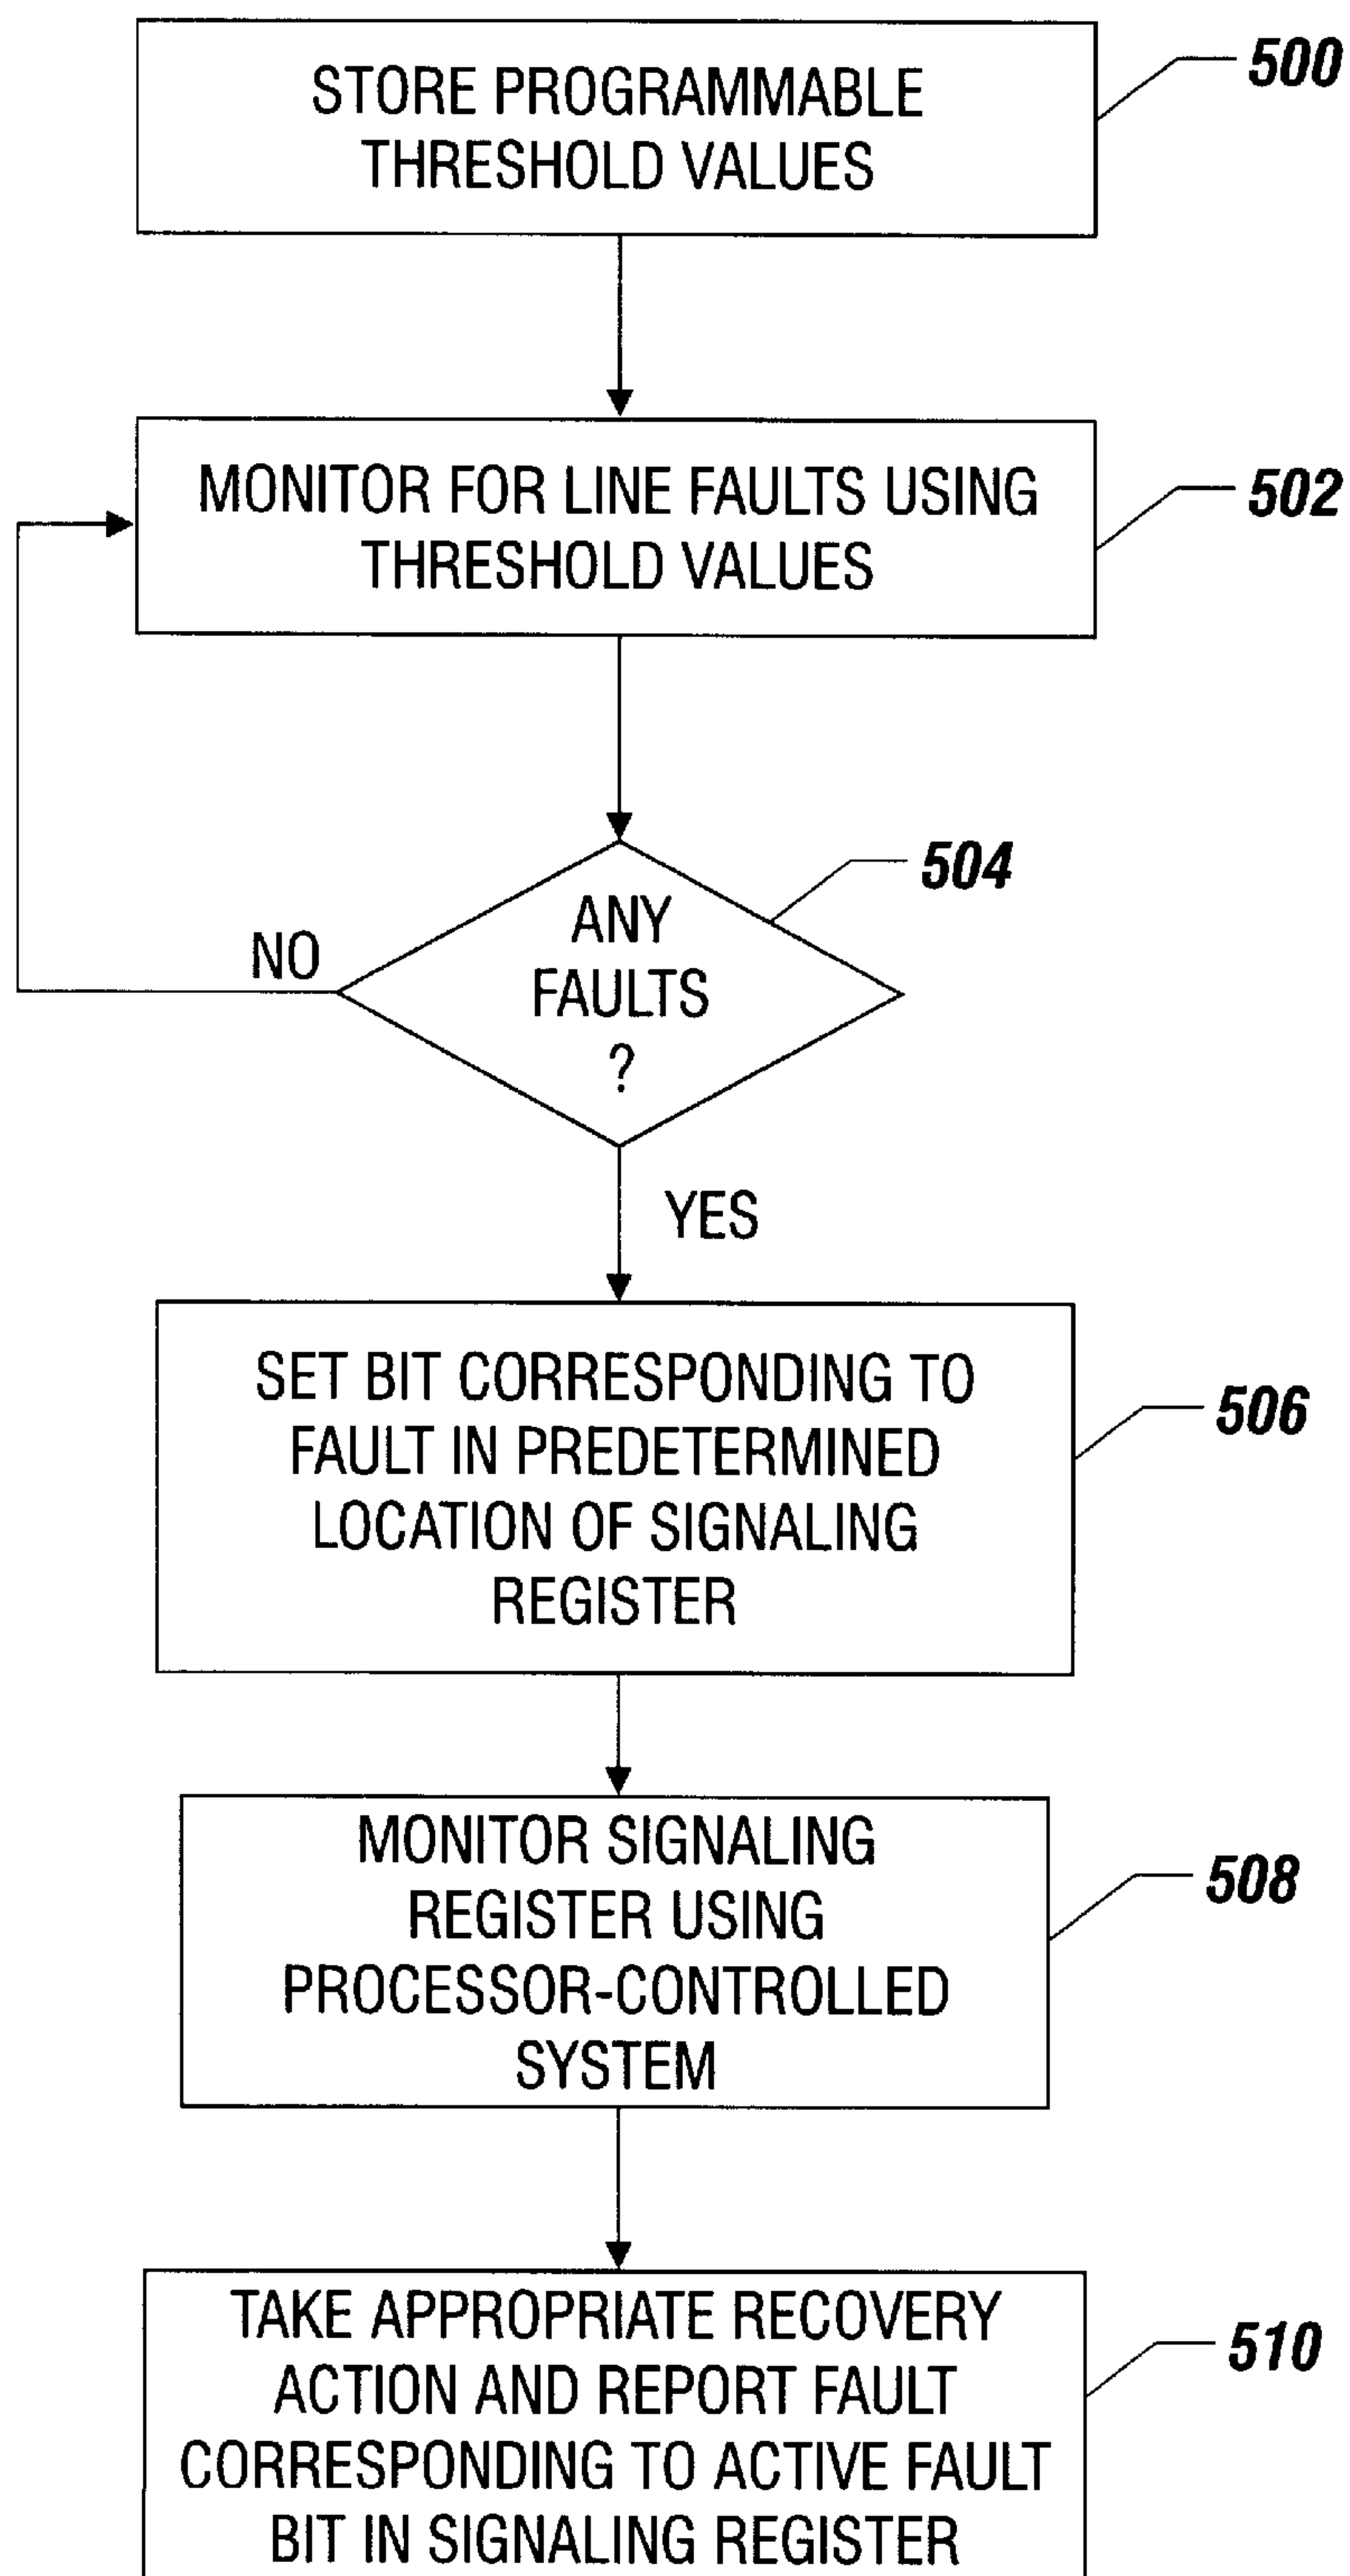 STORE PROGRAMMABLE
THRESHOLD VALUES
500
MONITOR FOR LINE FAULTS USING
THRESHOLD VALUES
502
504
ANY
FAULTS
?
NO
YES
SET BIT CORRESPONDING TO
FAULT IN PREDETERMINED
LOCATION OF SIGNALING
REGISTER
506
MONITOR SIGNALING
REGISTER USING
PROCESSOR-CONTROLLED
SYSTEM
508
TAKE APPROPRIATE RECOVERY
ACTION AND REPORT FAULT
CORRESPONDING TO ACTIVE FAULT
BIT IN SIGNALING REGISTER
510